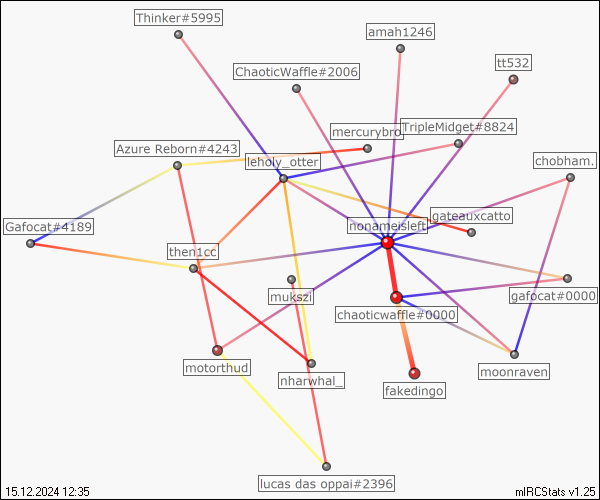 Thinker#5995
amah1246
tt532
ChaoticWaffle#2006
mercurybro
TripleMidget#8824
Azure Reborn#4243
leholy_otter
chobham.
Gafocat#4189
gateauxcatto
nonameisleft
then1cc
mukszi
gafocat#0000
chaoticwaffle#0000
motorthud
nharwhal_
moonraven
fakedingo
lucas das oppai#2396
15.12.2024 12:35
mIRCStats v1.25